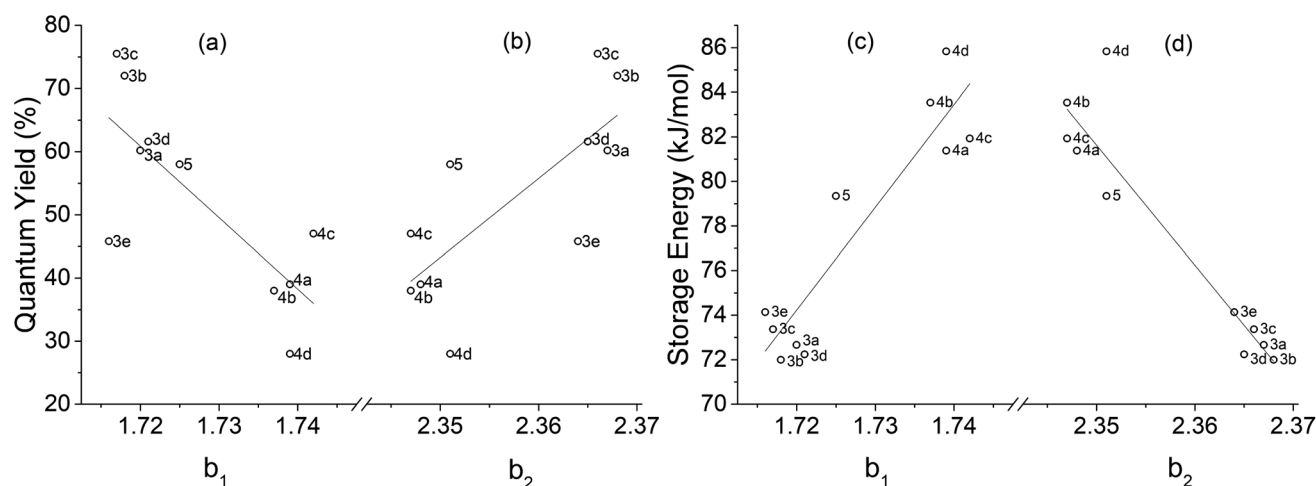 80
70
60
50
40
30
20
Quantum Yield (%)
(a)
3c
3b
3d
3a
5
3e
4c
4a
4b
4d
1.72
1.73
1.74
b1
(b)
3c
3b
3d
3a
5
4c
3e
4a
4b
4d
2.35
2.36
2.37
b2
86
84
82
80
78
76
74
72
70
Storage Energy (kJ/mol)
(c)
4d
4b
4c
4a
5
3e
3c
3a
3d
3b
1.72
1.73
1.74
b1
(d)
4d
4b
4c
4a
5
3e
3c
3a
3d
3b
2.35
2.36
2.37
b2